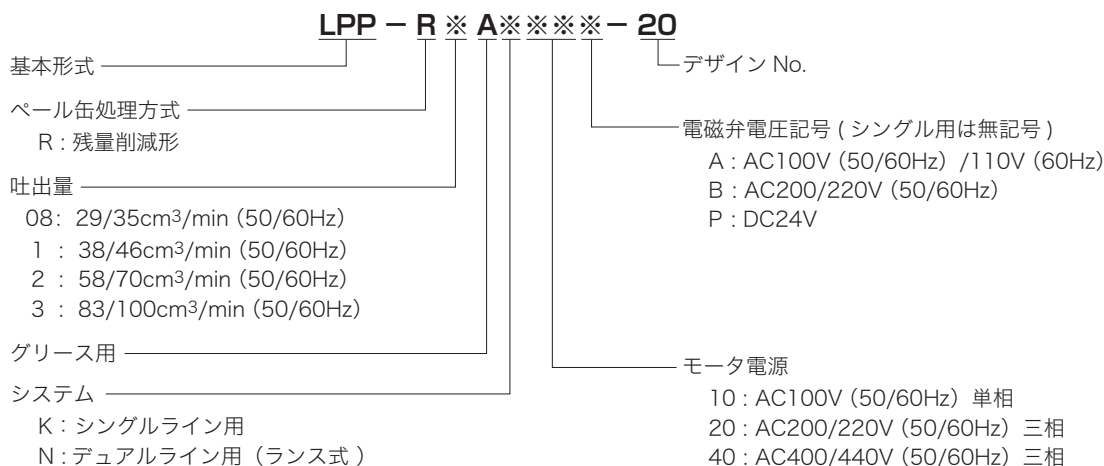 LPP － R ※ A※ ※※※－ 20
基本形式
ペール缶処理方式
R : 残量削減形
吐出量
08: 29/35cm3/min (50/60Hz)
1 : 38/46cm3/min (50/60Hz)
2 : 58/70cm3/min (50/60Hz)
3 : 83/100cm3/min (50/60Hz)
グリース用
システム
K : シングルライン用
N : デュアルライン用（ランス式 ）
デザイン No.
電磁弁電圧記号 ( シングル用は無記号 )
A : AC100V (50/60Hz) /110V (60Hz)
B : AC200/220V (50/60Hz)
P : DC24V
モータ電源
10 : AC100V (50/60Hz) 単相
20 : AC200/220V (50/60Hz) 三相
40 : AC400/440V (50/60Hz) 三相